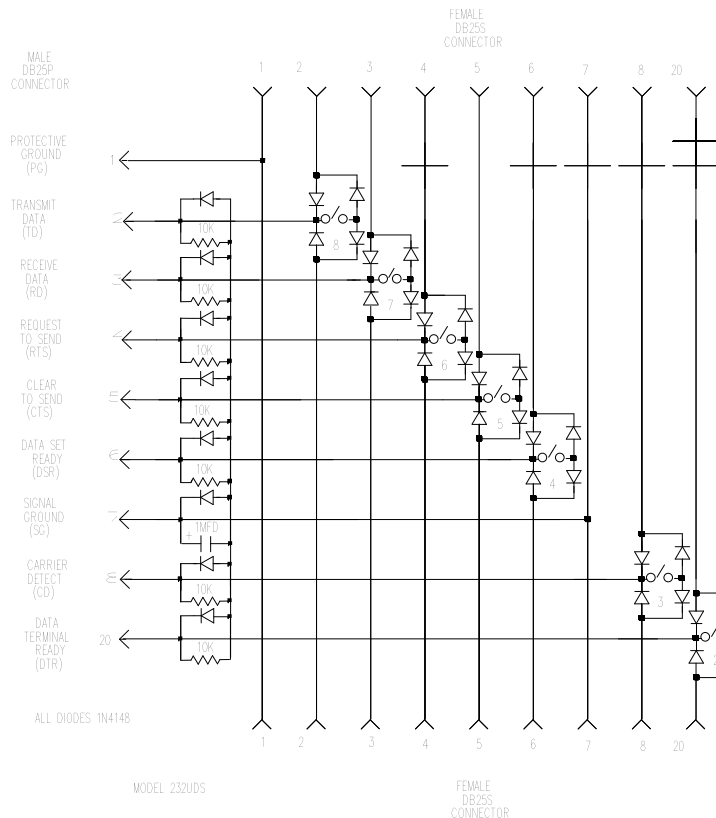 FEMALE
DB25S
CONNECTOR
MALE
DB25P
CONNECTOR
1 2 3 4 5 6 7 8 20
PROTECTIVE
GROUND
(PG)
1
TRANSMIT
DATA
(TD)
2
10K
8
RECEIVE
DATA
(RD)
3
10K
7
REQUEST
TO SEND
(RTS)
4
10K
6
CLEAR
TO SEND
(CTS)
5
10K
5
DATA SET
READY
(DSR)
6
10K
4
SIGNAL
GROUND
(SG)
7
+ 1MFD
CARRIER
DETECT
(CD)
8
10K
3
DATA
TERMINAL
READY
(DTR)
20
10K
2
ALL DIODES 1N4148
1 2 3 4 5 6 7 8 20
MODEL 232UDS
FEMALE
DB25S
CONNECTOR